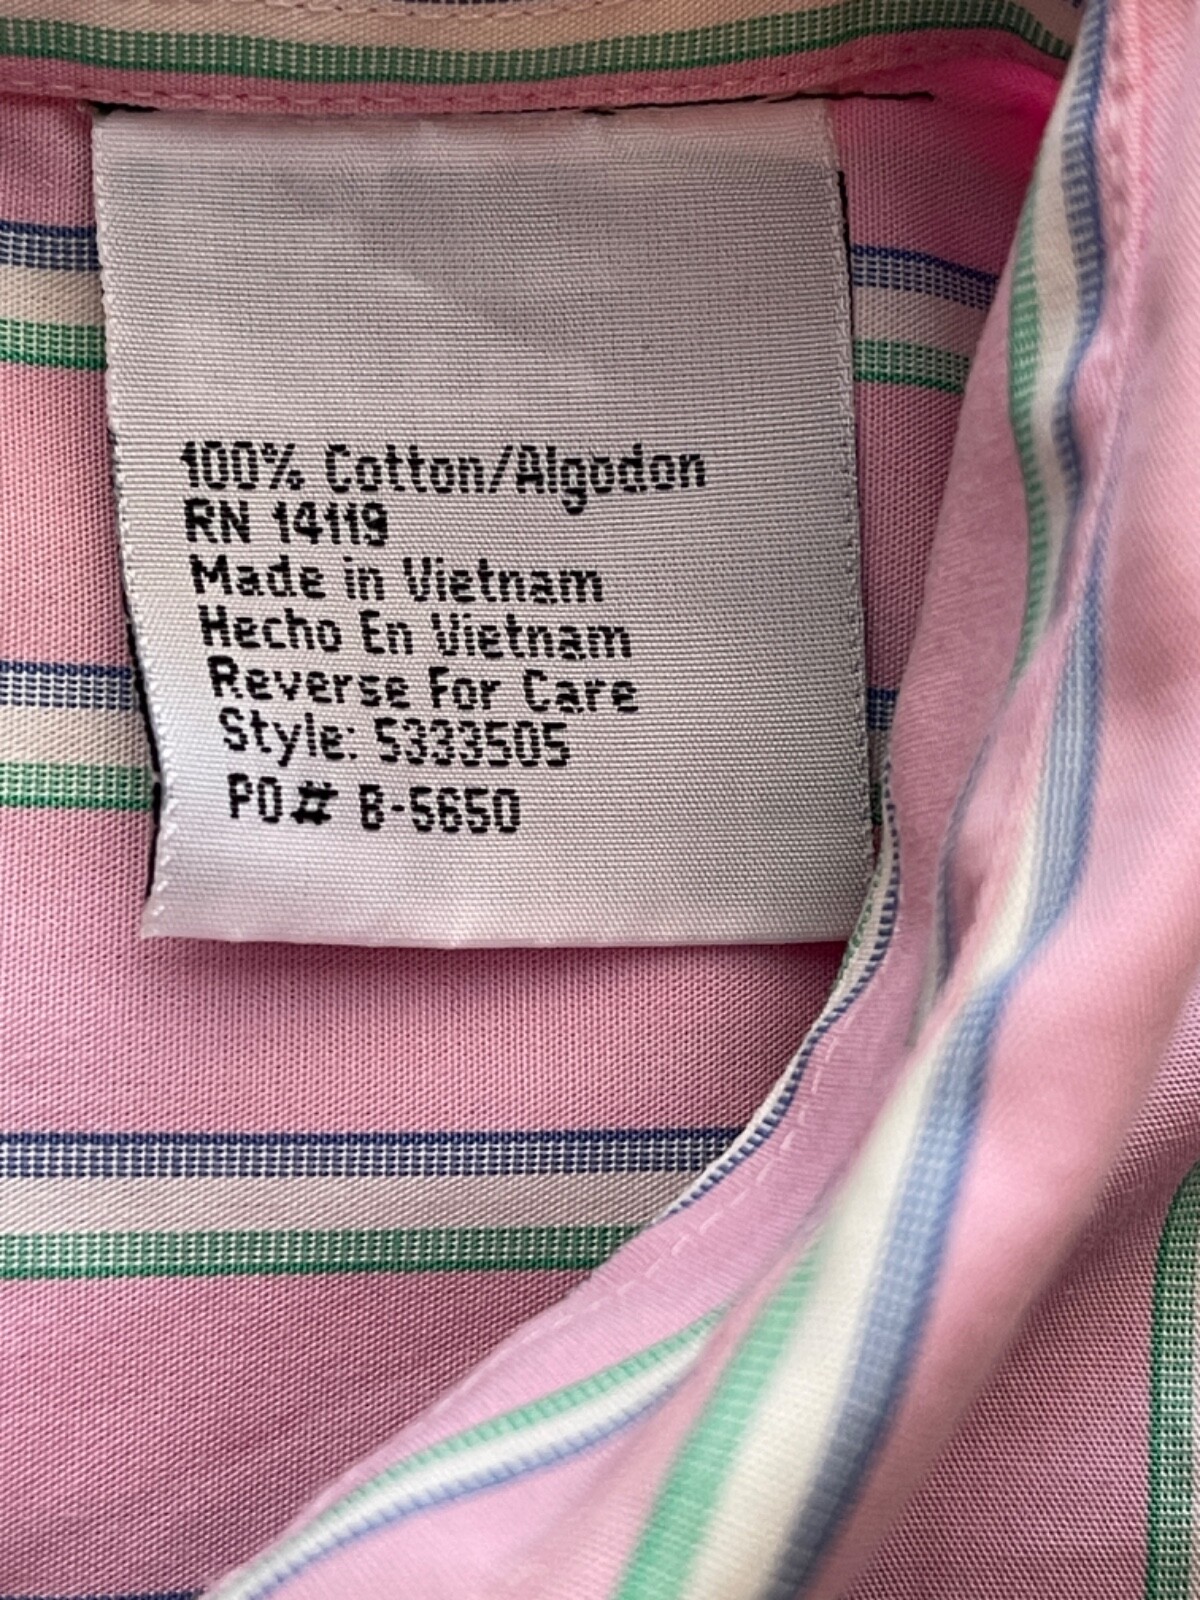 100% Cotton/Algodon
RN 14119
Made in Vietnam
Hecho En Vietnam
Reverse For Care
Style: 5333505
PO# B-5650